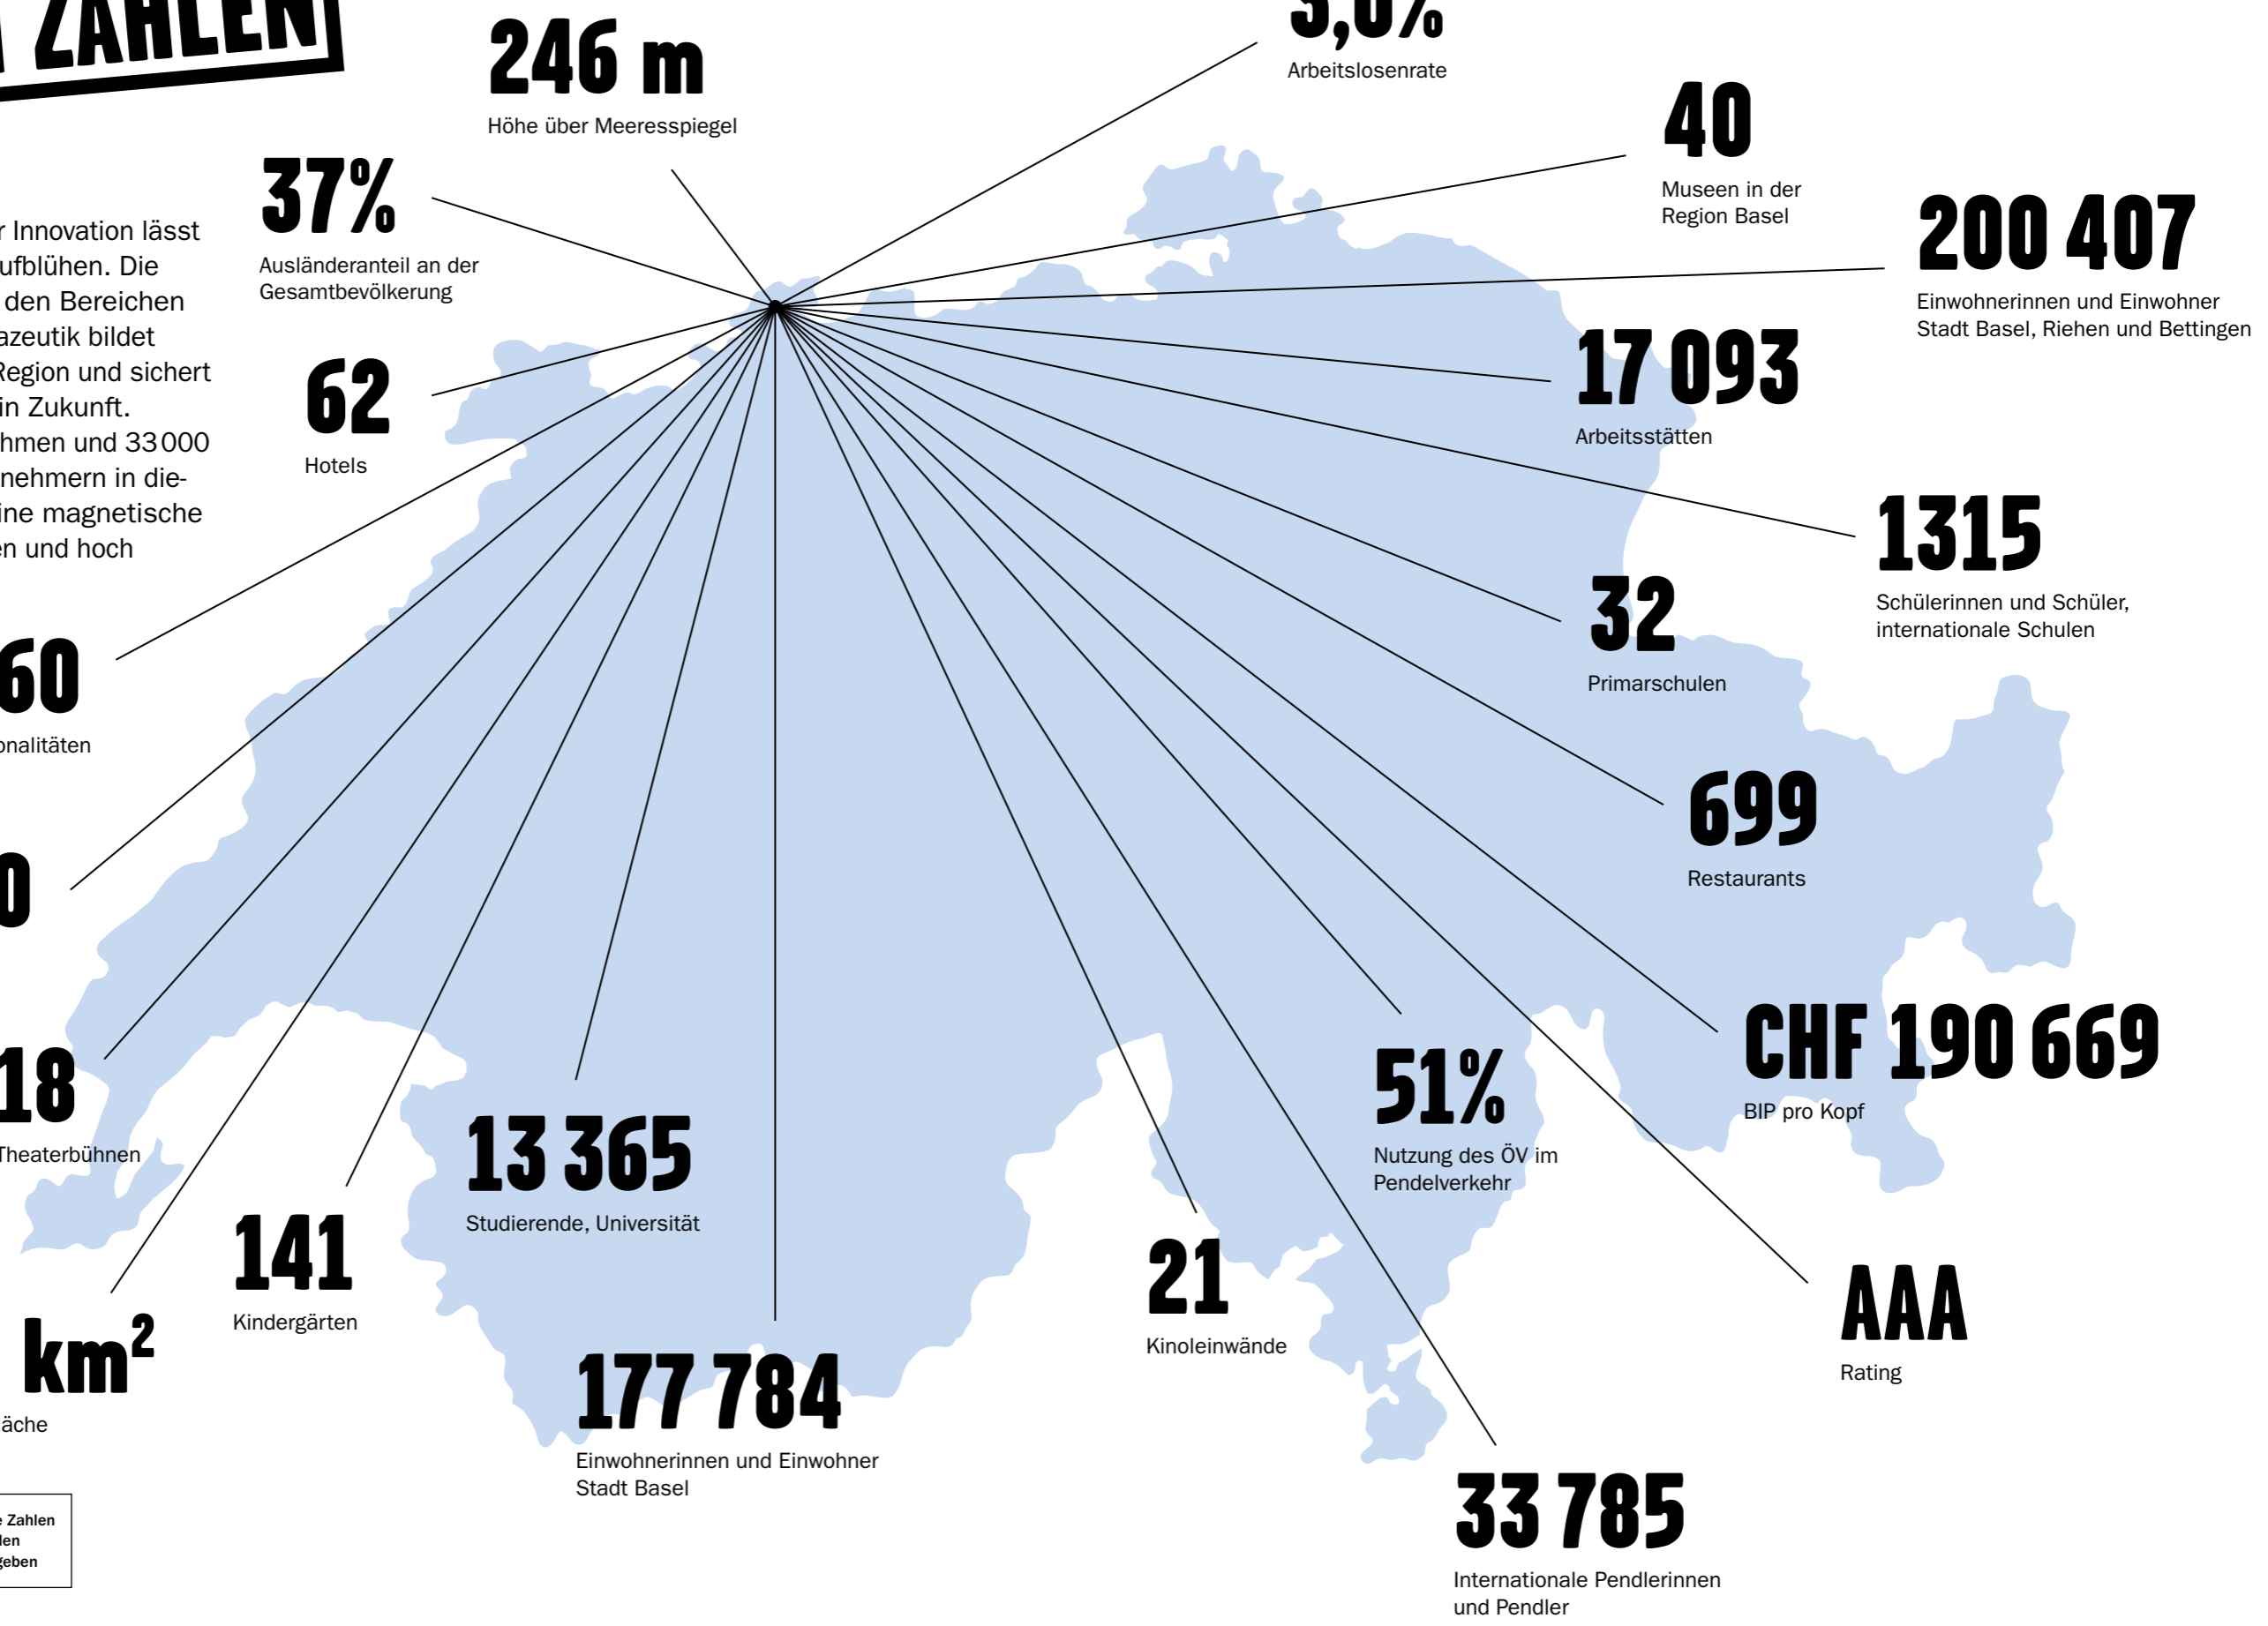 ZAHLEN
246 m
Höhe über Meeresspiegel
Arbeitslosenrate
40
Museen in der
Region Basel
37%
Ausländeranteil an der
Gesamtbevölkerung
200 407
Einwohnerinnen und Einwohner
Stadt Basel, Riehen und Bettingen
r Innovation lässt
ufblühen. Die
den Bereichen
azeutik bildet
Region und sichert
in Zukunft.
hmen und 33 000
nehmern in die-
ine magnetische
en und hoch
62
Hotels
17 093
Arbeitsstätten
1315
Schülerinnen und Schüler,
internationale Schulen
32
Primarschulen
60
onalitäten
699
Restaurants
0
18
Theaterbühnen
CHF 190 669
BIP pro Kopf
51%
Nutzung des ÖV im
Pendelverkehr
13 365
Studierende, Universität
141
Kindergärten
21
Kinoleinwände
AAA
Rating
km²
äche
177 784
Einwohnerinnen und Einwohner
Stadt Basel
33 785
Internationale Pendlerinnen
und Pendler
e Zahlen
len
geben